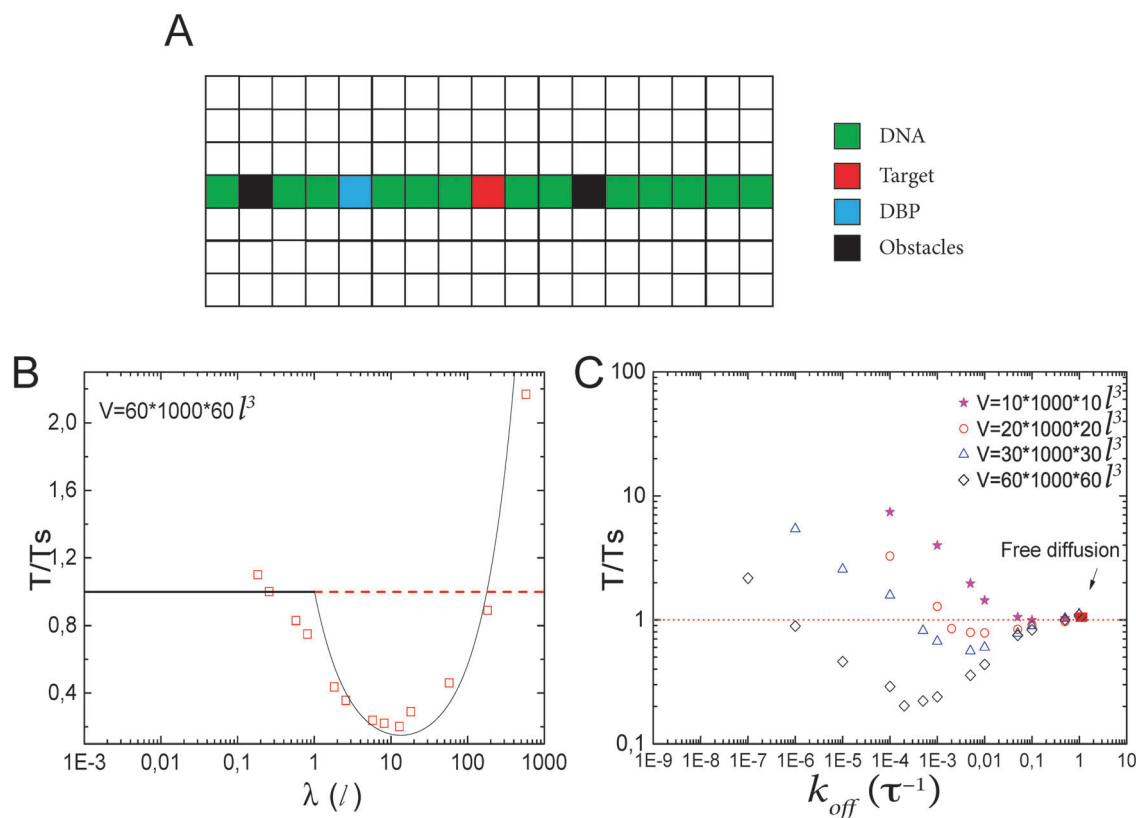 A
DNA
Target
DBP
Obstacles
B
V=60*1000*60 l³
2,0
1,6
1,2
0,8
0,4
T/Ts
1E-3 0,01 0,1 1 10 100 1000
λ (l)
C
100
10
1
0,1
T/Ts
V=10*1000*10 l³
V=20*1000*20 l³
V=30*1000*30 l³
V=60*1000*60 l³
Free diffusion
1E-9 1E-8 1E-7 1E-6 1E-5 1E-4 1E-3 0,01 0,1 1 10
k_off (τ⁻¹)